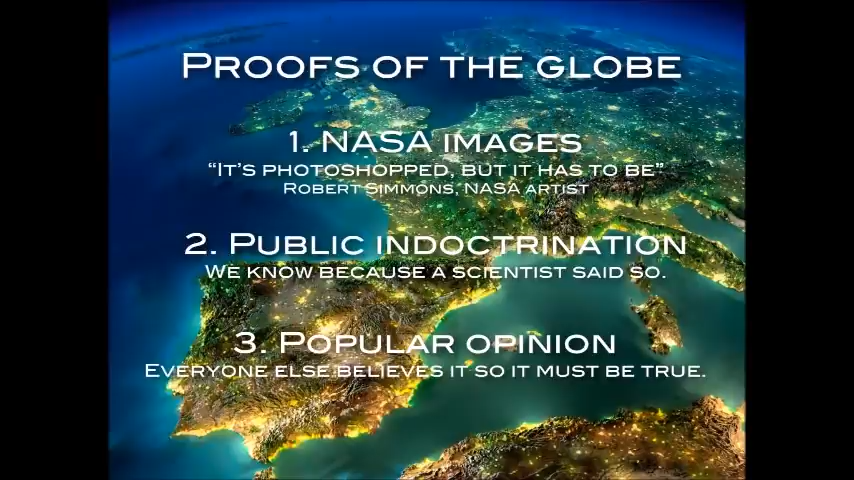 PROOFS OF THE GLOBE
1. NASA IMAGES
“IT'S PHOTOSHOPPED, BUT IT HAS TO BE”
ROBERT SIMMONS, NASA ARTIST
2. PUBLIC INDOCTRINATION
WE KNOW BECAUSE A SCIENTIST SAID SO.
3. POPULAR OPINION
EVERYONE ELSE BELIEVES IT SO IT MUST BE TRUE.